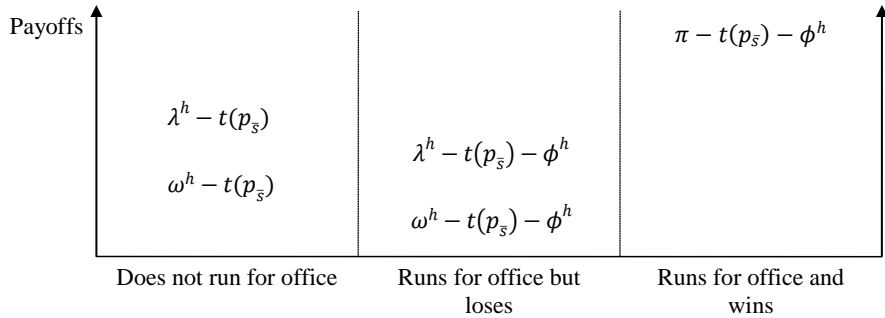 Payoffs
π − t(p_s̄) − ϕ^h
λ^h − t(p_s̄)
λ^h − t(p_s̄) − ϕ^h
ω^h − t(p_s̄)
ω^h − t(p_s̄) − ϕ^h
Does not run for office
Runs for office but
loses
Runs for office and
wins